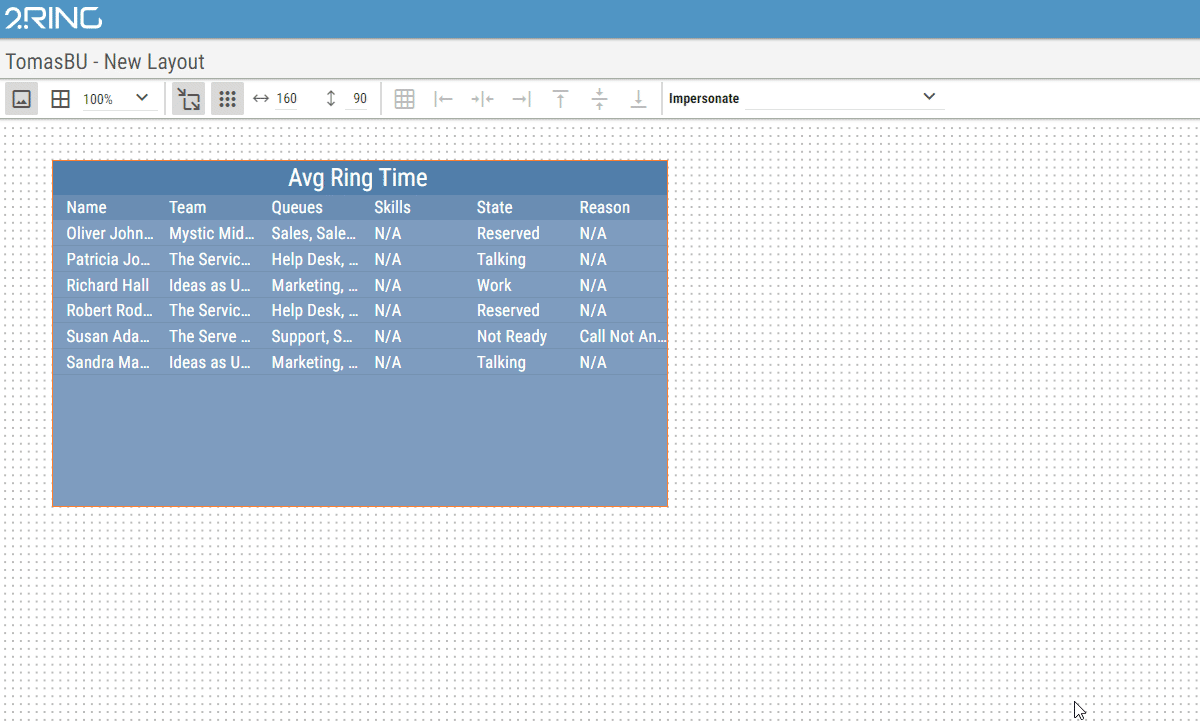 2RING
TomasBU - New Layout
100% 160 90 Impersonate
Avg Ring Time
Name Team Queues Skills State Reason
Oliver John... Mystic Mid... Sales, Sale... N/A Reserved N/A
Patricia Jo... The Servic... Help Desk, ... N/A Talking N/A
Richard Hall Ideas as U... Marketing, ... N/A Work N/A
Robert Rod... The Servic... Help Desk, ... N/A Reserved N/A
Susan Ada... The Serve ... Support, S... N/A Not Ready Call Not An...
Sandra Ma... Ideas as U... Marketing, ... N/A Talking N/A